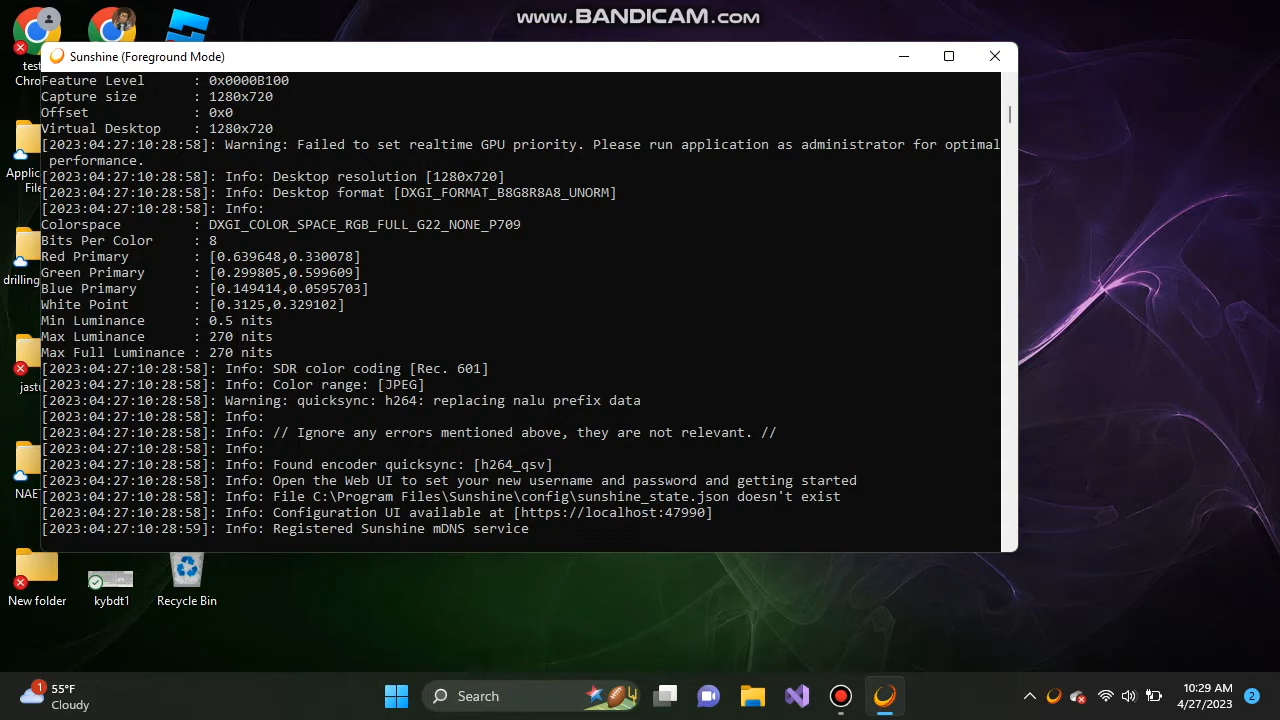 www.BANDICAM.com
test
Chro
Sunshine (Foreground Mode)
Feature Level : 0x0000B100
Capture size : 1280x720
Offset : 0x0
Virtual Desktop : 1280x720
[2023:04:27:10:28:58]: Warning: Failed to set realtime GPU priority. Please run application as administrator for optimal
performance.
[2023:04:27:10:28:58]: Info: Desktop resolution [1280x720]
[2023:04:27:10:28:58]: Info: Desktop format [DXGI_FORMAT_B8G8R8A8_UNORM]
[2023:04:27:10:28:58]: Info:
Colorspace : DXGI_COLOR_SPACE_RGB_FULL_G22_NONE_P709
Bits Per Color : 8
Red Primary : [0.639648,0.330078]
Green Primary : [0.299805,0.599609]
Blue Primary : [0.149414,0.0595703]
White Point : [0.3125,0.329102]
Min Luminance : 0.5 nits
Max Luminance : 270 nits
Max Full Luminance : 270 nits
[2023:04:27:10:28:58]: Info: SDR color coding [Rec. 601]
[2023:04:27:10:28:58]: Info: Color range: [JPEG]
[2023:04:27:10:28:58]: Warning: quicksync: h264: replacing nalu prefix data
[2023:04:27:10:28:58]: Info:
[2023:04:27:10:28:58]: Info: // Ignore any errors mentioned above, they are not relevant. //
[2023:04:27:10:28:58]: Info:
[2023:04:27:10:28:58]: Info: Found encoder quicksync: [h264_qsv]
[2023:04:27:10:28:58]: Info: Open the Web UI to set your new username and password and getting started
[2023:04:27:10:28:58]: Info: File C:\Program Files\Sunshine\config\sunshine_state.json doesn't exist
[2023:04:27:10:28:58]: Info: Configuration UI available at [https://localhost:47990]
[2023:04:27:10:28:59]: Info: Registered Sunshine mDNS service
Applic
File
drilling
jastu
NAET
New folder
kybdt1
Recycle Bin
1
55°F
Cloudy
Search
10:29 AM
4/27/2023
2